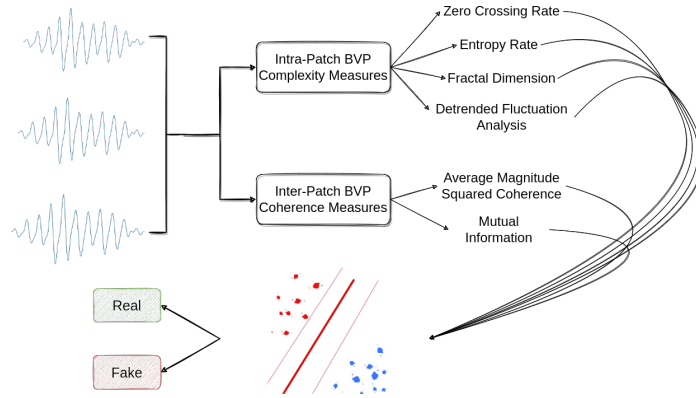 Zero Crossing Rate
Entropy Rate
Fractal Dimension
Detrended Fluctuation
Analysis
Intra-Patch BVP
Complexity Measures
Inter-Patch BVP
Coherence Measures
Average Magnitude
Squared Coherence
Mutual
Information
Real
Fake